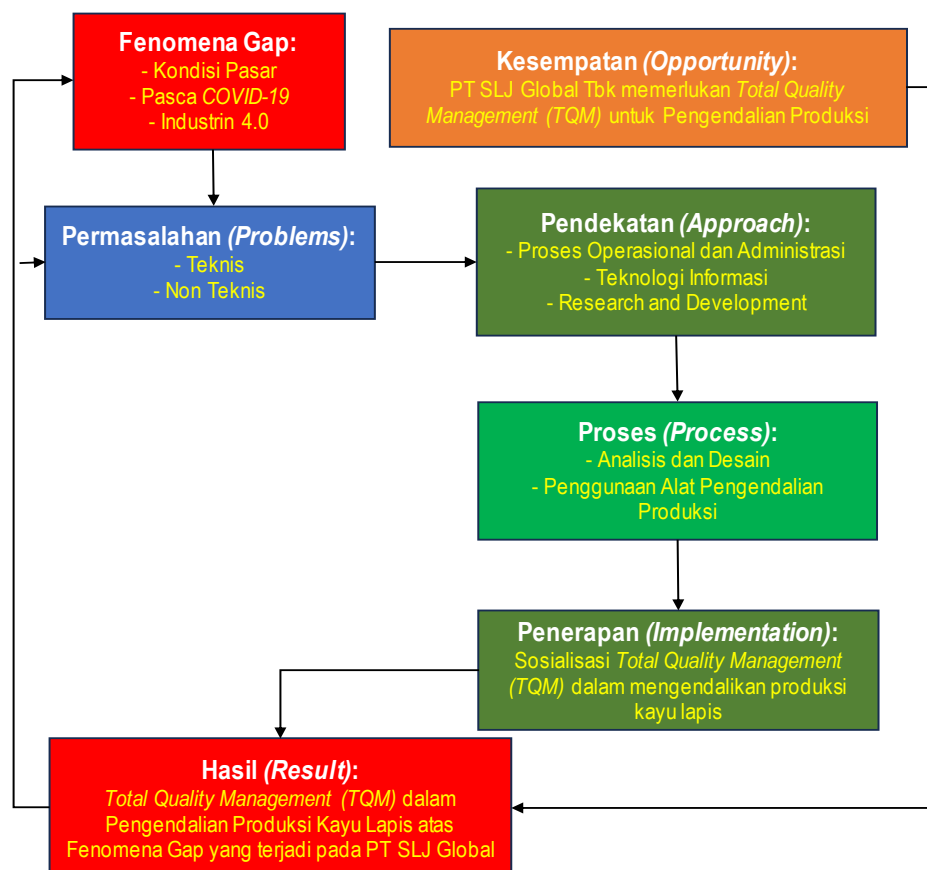 Fenomena Gap:
- Kondisi Pasar
- Pasca COVID-19
- Industrin 4.0
Kesempatan (Opportunity):
PT SLJ Global Tbk memerlukan Total Quality
Management (TQM) untuk Pengendalian Produksi
Permasalahan (Problems):
- Teknis
- Non Teknis
Pendekatan (Approach):
- Proses Operasional dan Administrasi
- Teknologi Informasi
- Research and Development
Proses (Process):
- Analisis dan Desain
- Penggunaan Alat Pengendalian
Produksi
Penerapan (Implementation):
Sosialisasi Total Quality Management
(TQM) dalam mengendalikan produksi
kayu lapis
Hasil (Result):
Total Quality Management (TQM) dalam
Pengendalian Produksi Kayu Lapis atas
Fenomena Gap yang terjadi pada PT SLJ Global